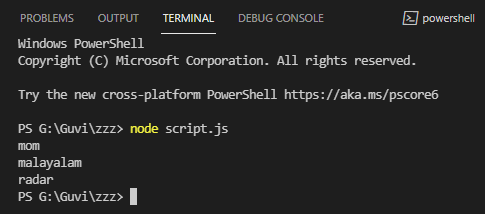 PROBLEMS OUTPUT TERMINAL DEBUG CONSOLE powershell
Windows PowerShell
Copyright (C) Microsoft Corporation. All rights reserved.
Try the new cross-platform PowerShell https://aka.ms/pscore6
PS G:\Guvi\zzz> node script.js
mom
malayalam
radar
PS G:\Guvi\zzz>